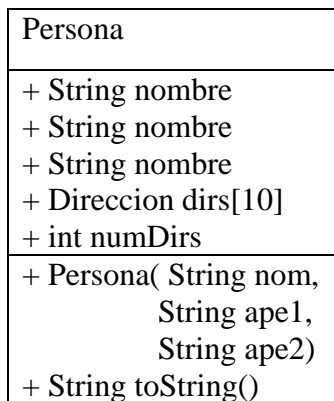 Persona
+ String nombre
+ String nombre
+ String nombre
+ Direccion dirs[10]
+ int numDirs
+ Persona( String nom,
String ape1,
String ape2)
+ String toString()